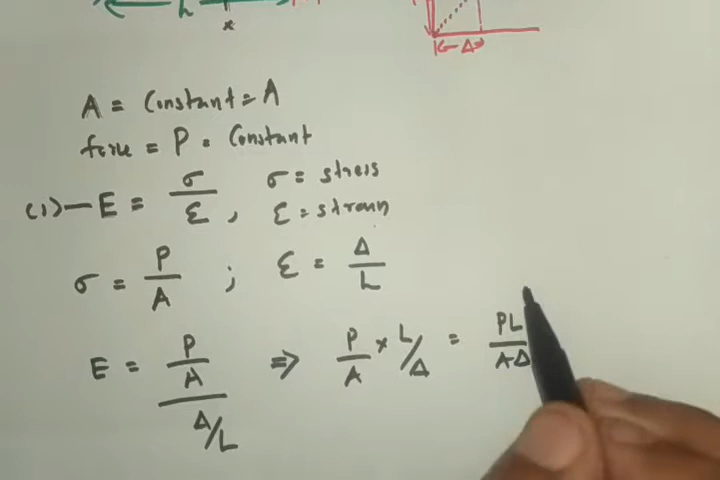 L
x
Δ
A = Constant = A
force = P = Constant
(1) — E = σ/ε , σ = stress
ε = strain
σ = P/A ; ε = Δ/L
E = (P/A)/(Δ/L) ⇒ P/A × L/Δ = PL/AΔ